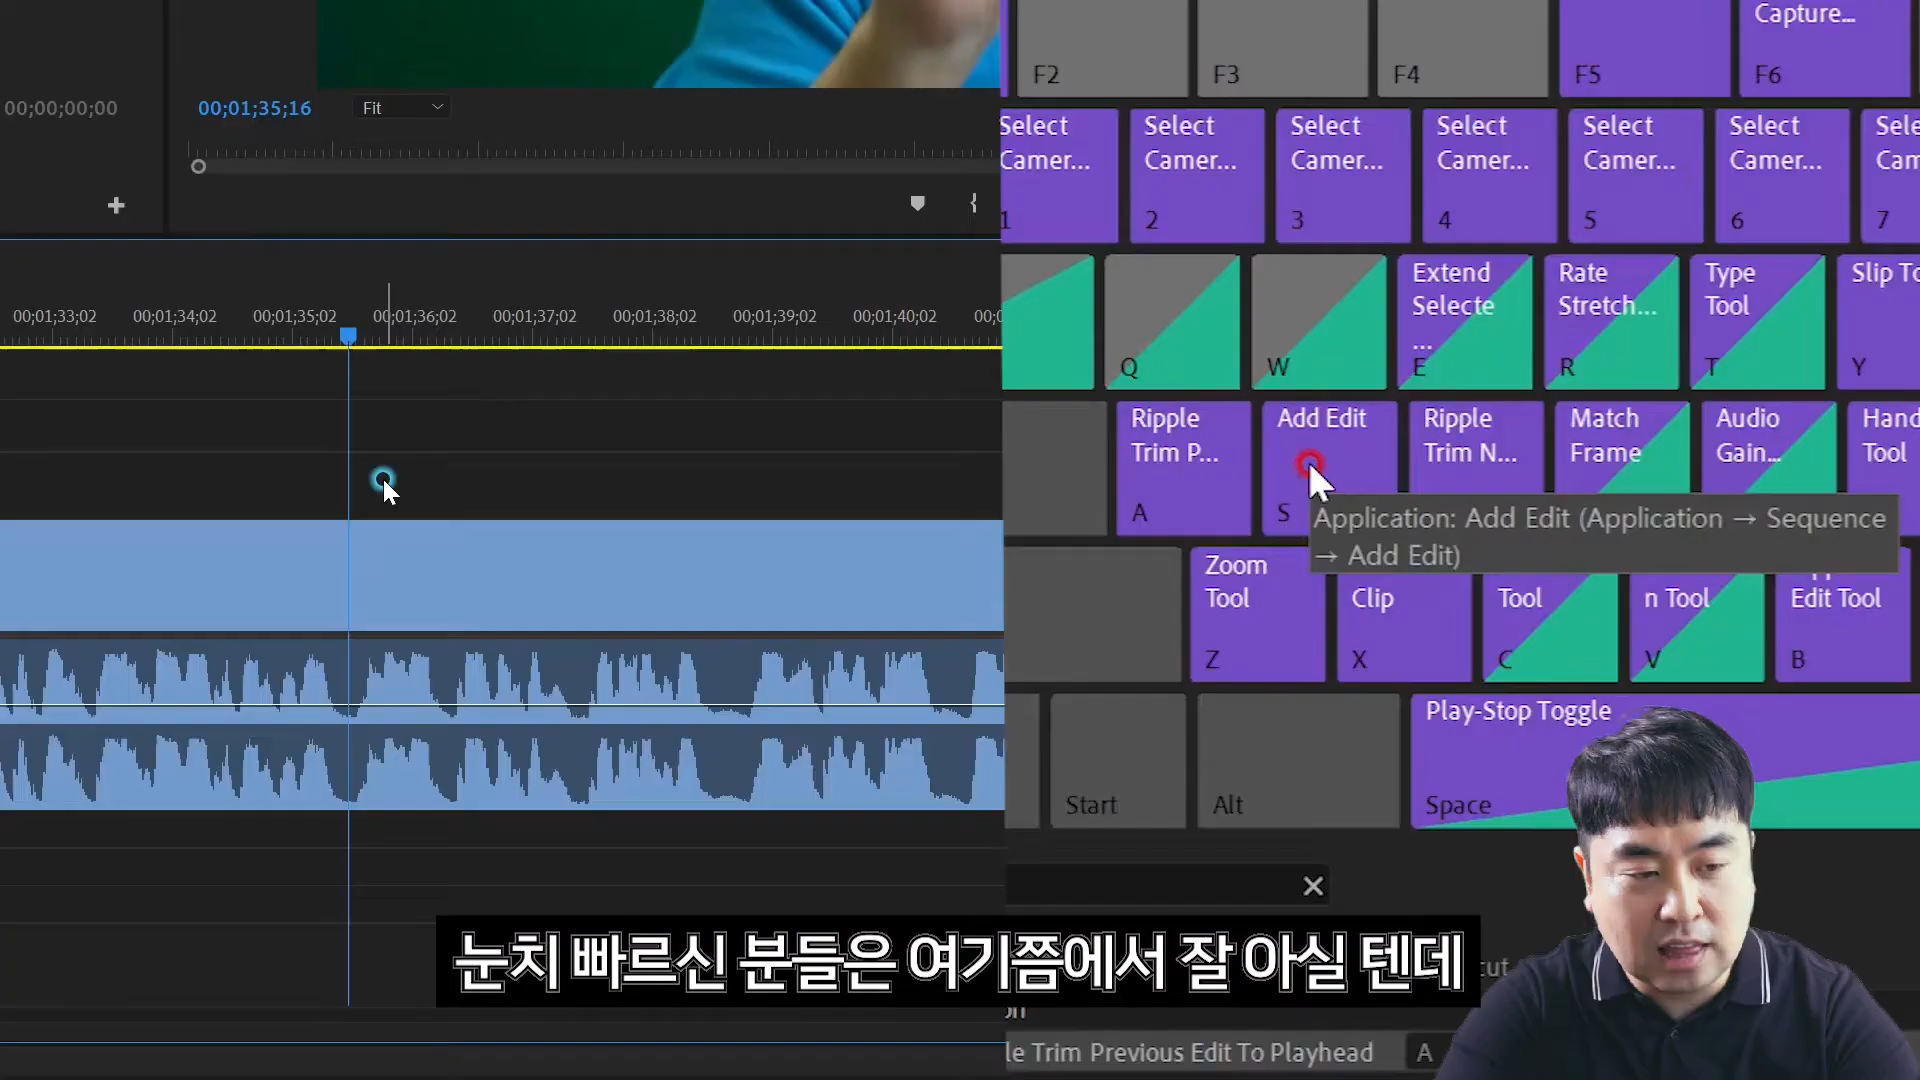 00;00;00;00
00;01;35;16
Fit
00;01;33;02
00;01;34;02
00;01;35;02
00;01;36;02
00;01;37;02
00;01;38;02
00;01;39;02
00;01;40;02
Capture...
F2
F3
F4
F5
F6
Select Camer... 1
Select Camer... 2
Select Camer... 3
Select Camer... 4
Select Camer... 5
Select Camer... 6
7
Q
W
Extend Selecte ... E
Rate Stretch... R
Type Tool T
Slip
Y
Ripple Trim P... A
Add Edit S
Ripple Trim N...
Match Frame
Audio Gain...
Hand Tool
Application: Add Edit (Application → Sequence
→ Add Edit)
Zoom Tool Z
Clip X
Tool C
n Tool V
Edit Tool B
Start
Alt
Play-Stop Toggle
Space
눈치 빠르신 분들은 여기쯤에서 잘 아실 텐데
le Trim Previous Edit To Playhead
A